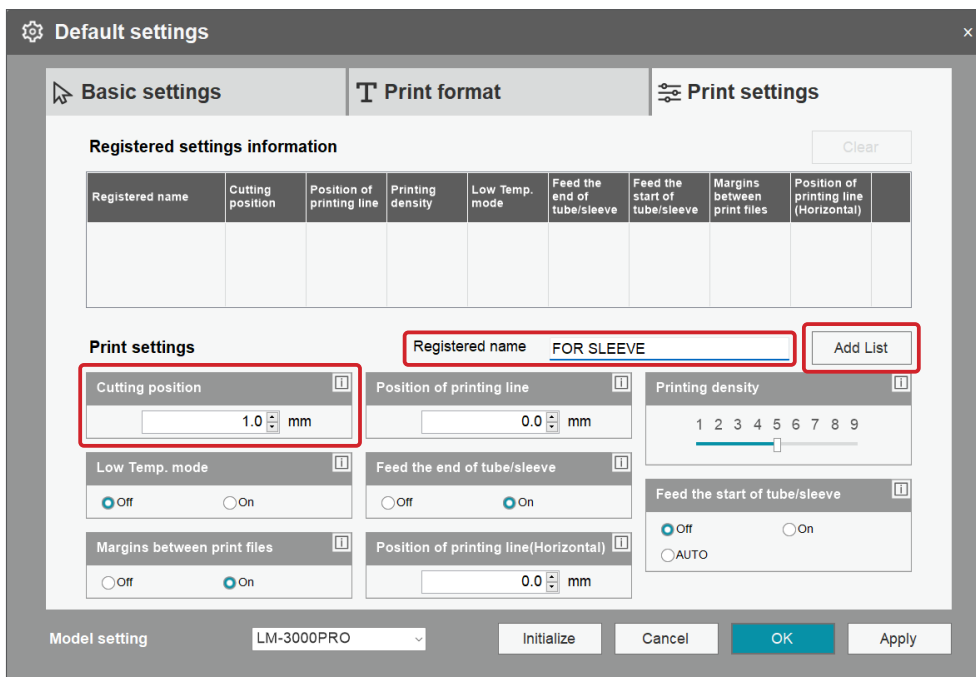 Default settings
×
Basic settings
Print format
Print settings
Registered settings information
Clear
Registered name
Cutting
position
Position of
printing line
Printing
density
Low Temp.
mode
Feed the
end of
tube/sleeve
Feed the
start of
tube/sleeve
Margins
between
print files
Position of
printing line
(Horizontal)
Print settings
Registered name
FOR SLEEVE
Add List
Cutting position
1.0 mm
Position of printing line
0.0 mm
Printing density
1 2 3 4 5 6 7 8 9
Low Temp. mode
Off On
Feed the end of tube/sleeve
Off On
Feed the start of tube/sleeve
Off On
AUTO
Margins between print files
Off On
Position of printing line(Horizontal)
0.0 mm
Model setting
LM-3000PRO
Initialize
Cancel
OK
Apply